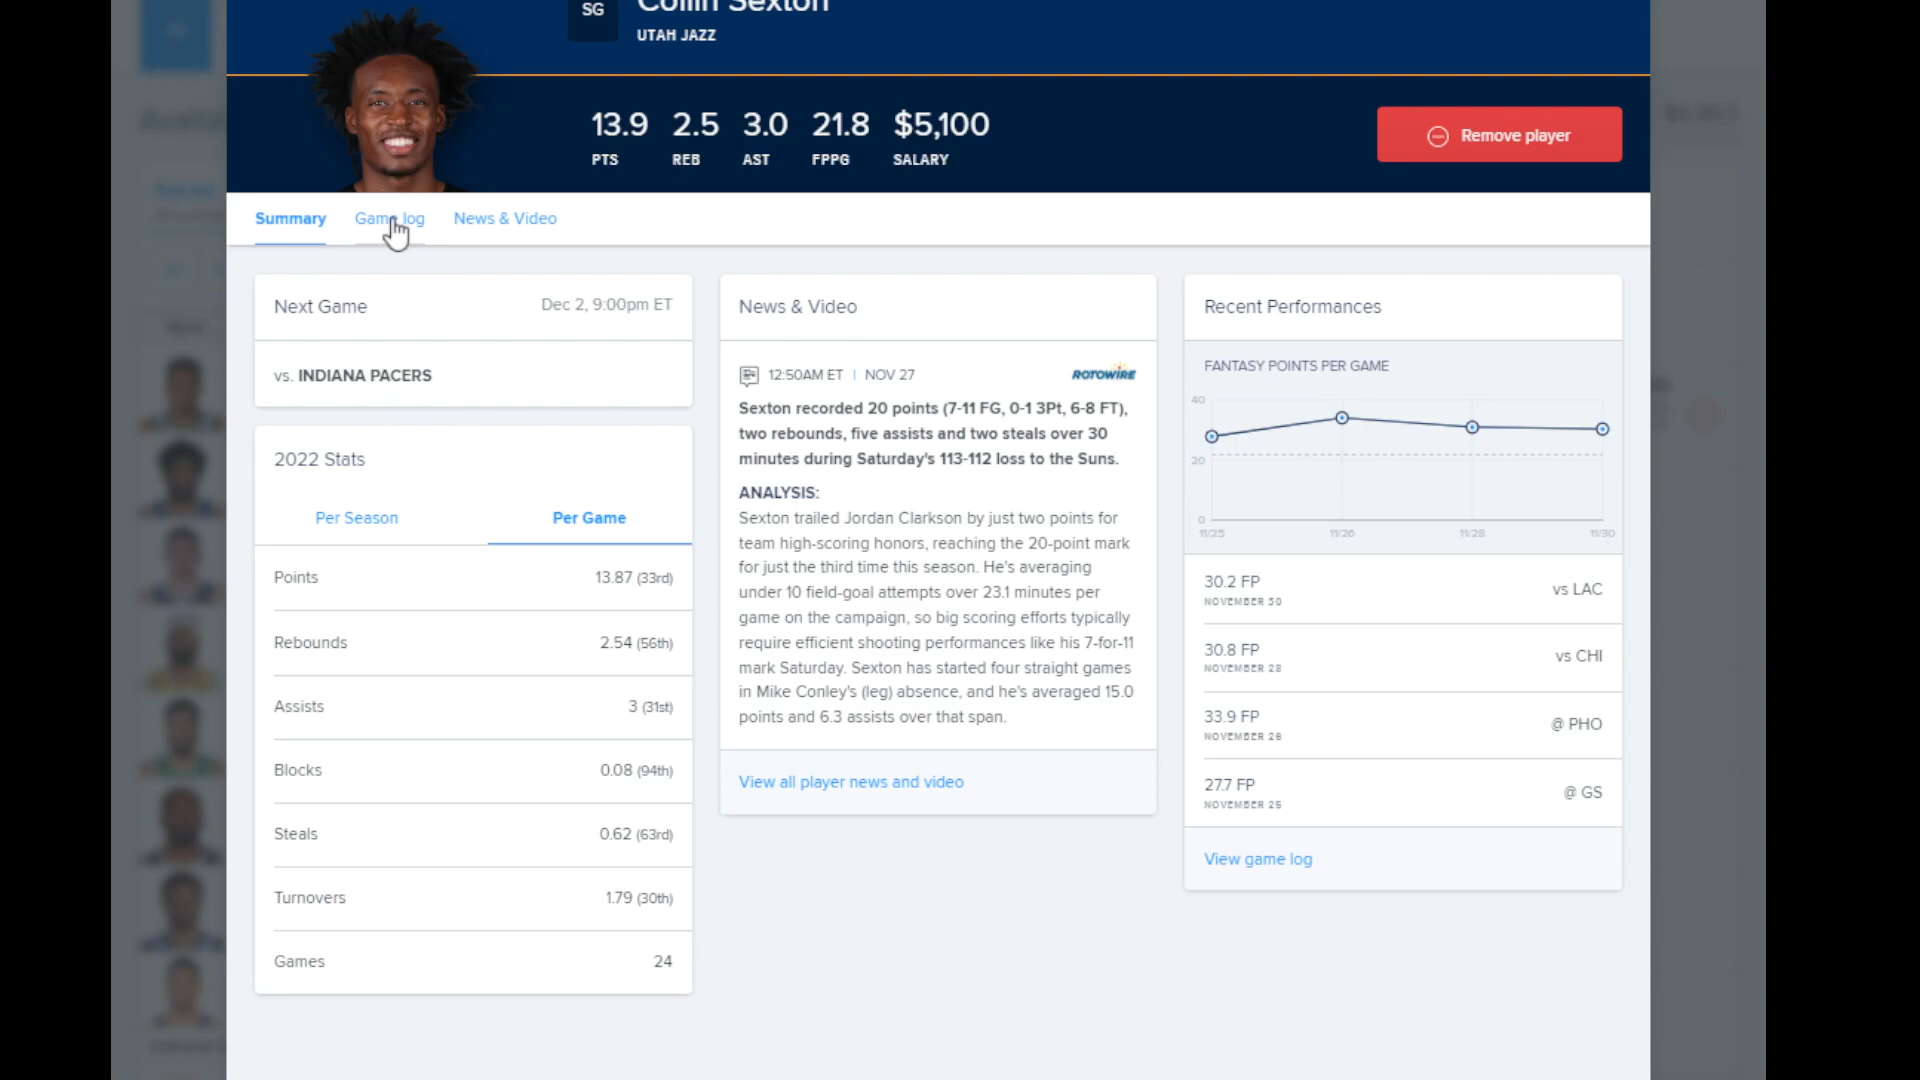 SG
Collin Sexton
UTAH JAZZ
13.9 2.5 3.0 21.8 $5,100
PTS REB AST FPPG SALARY
Remove player
Summary Game log News & Video
Next Game Dec 2, 9:00pm ET
vs. INDIANA PACERS
2022 Stats
Per Season Per Game
Points 13.87 (33rd)
Rebounds 2.54 (56th)
Assists 3 (31st)
Blocks 0.08 (94th)
Steals 0.62 (63rd)
Turnovers 1.79 (30th)
Games 24
News & Video
12:50AM ET | NOV 27 ROTOWIRE
Sexton recorded 20 points (7-11 FG, 0-1 3Pt, 6-8 FT),
two rebounds, five assists and two steals over 30
minutes during Saturday's 113-112 loss to the Suns.
ANALYSIS:
Sexton trailed Jordan Clarkson by just two points for
team high-scoring honors, reaching the 20-point mark
for just the third time this season. He's averaging
under 10 field-goal attempts over 23.1 minutes per
game on the campaign, so big scoring efforts typically
require efficient shooting performances like his 7-for-11
mark Saturday. Sexton has started four straight games
in Mike Conley's (leg) absence, and he's averaged 15.0
points and 6.3 assists over that span.
View all player news and video
Recent Performances
FANTASY POINTS PER GAME
40
20
0
11/25 11/26 11/28 11/30
30.2 FP vs LAC
NOVEMBER 30
30.8 FP vs CHI
NOVEMBER 28
33.9 FP @ PHO
NOVEMBER 26
27.7 FP @ GS
NOVEMBER 25
View game log